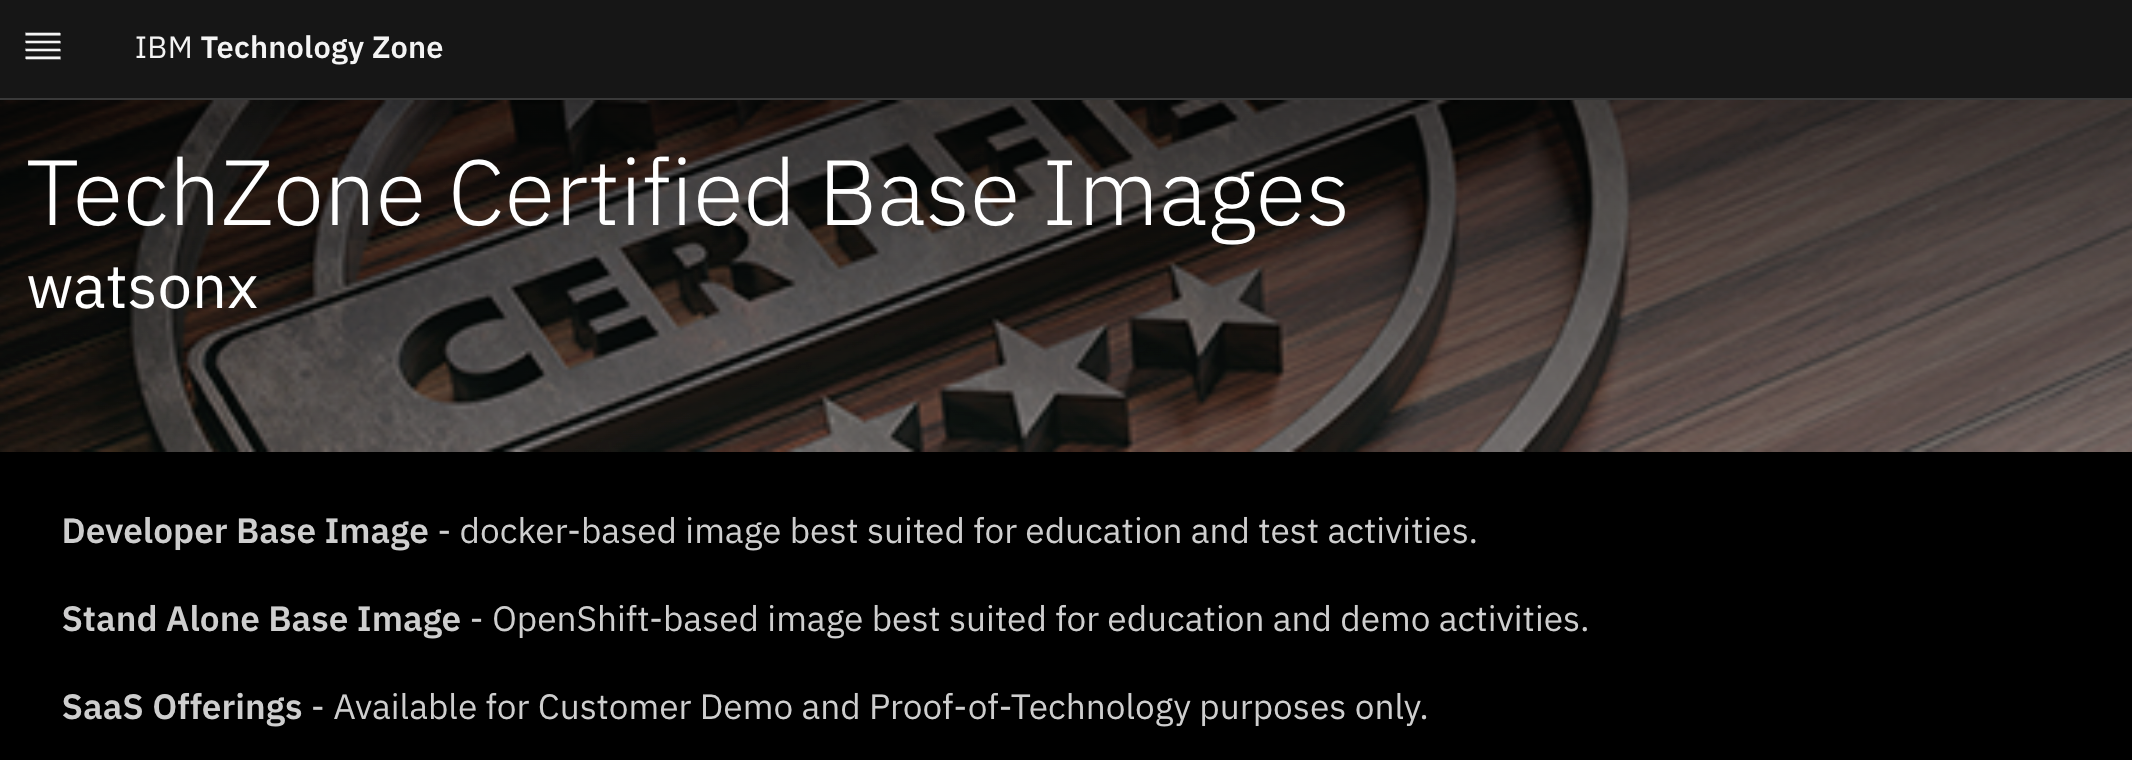 IBM Technology Zone
TechZone Certified Base Images
watsonx
CERTIFIE
Developer Base Image - docker-based image best suited for education and test activities.
Stand Alone Base Image - OpenShift-based image best suited for education and demo activities.
SaaS Offerings - Available for Customer Demo and Proof-of-Technology purposes only.